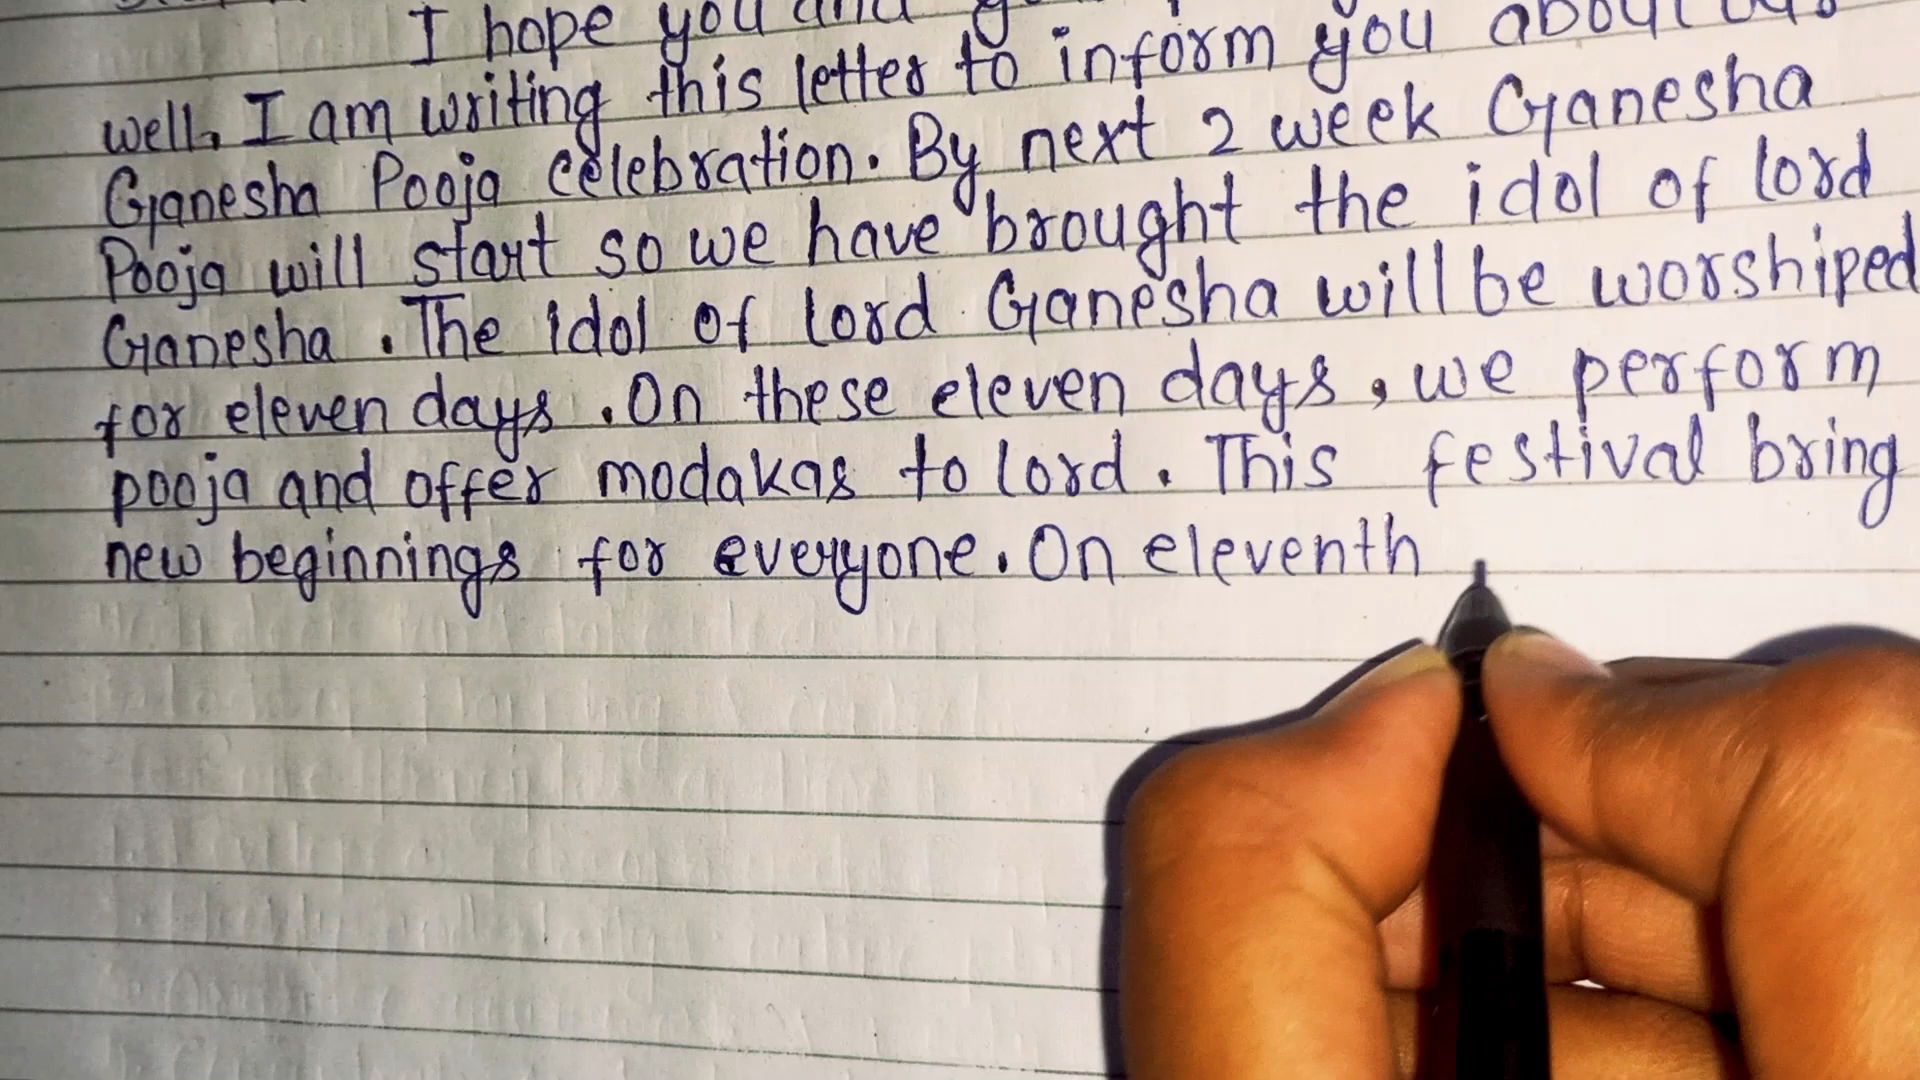 I hope you and
well. I am writing this letter to inform you about our
Ganesha Pooja celebration. By next 2 week Ganesha
Pooja will start so we have brought the idol of lord
Ganesha. The idol of lord Ganesha will be worshiped
for eleven days. On these eleven days, we perform
pooja and offer modakas to lord. This festival bring
new beginnings for everyone. On eleventh